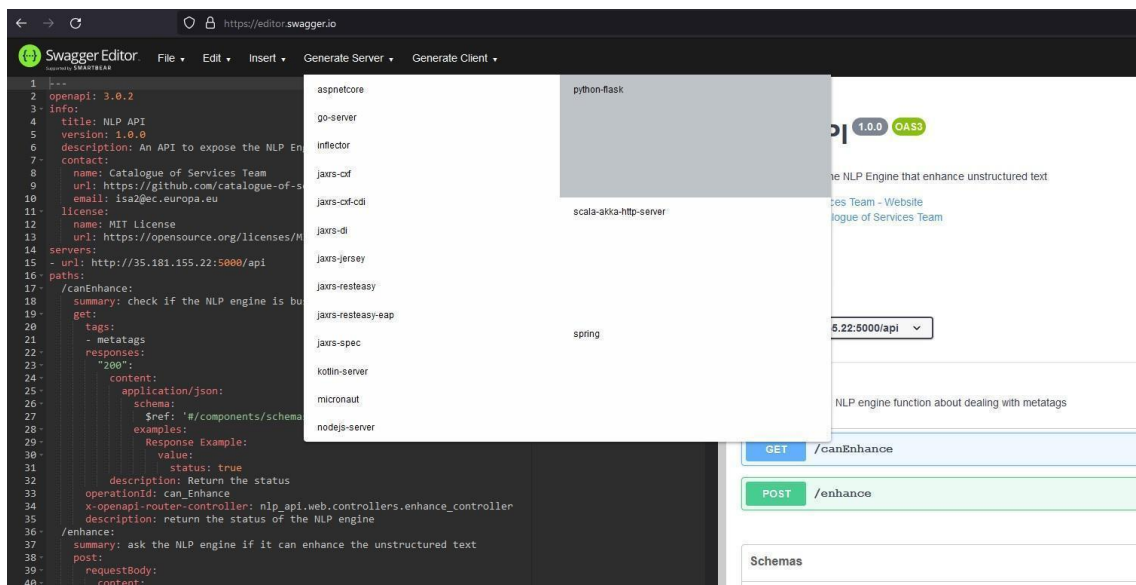 https://editor.swagger.io
Swagger Editor.
Supported by SMARTBEAR
File
Edit
Insert
Generate Server
Generate Client
1 ---
2 openapi: 3.0.2
3 info:
4 title: NLP API
5 version: 1.0.0
6 description: An API to expose the NLP En
7 contact:
8 name: Catalogue of Services Team
9 url: https://github.com/catalogue-of-s
10 email: isa2@ec.europa.eu
11 license:
12 name: MIT License
13 url: https://opensource.org/licenses/M
14 servers:
15 - url: http://35.181.155.22:5000/api
16 paths:
17 /canEnhance:
18 summary: check if the NLP engine is bu
19 get:
20 tags:
21 - metatags
22 responses:
23 "200":
24 content:
25 application/json:
26 schema:
27 $ref: '#/components/schema
28 examples:
29 Response Example:
30 value:
31 status: true
32 description: Return the status
33 operationId: can_Enhance
34 x-openapi-router-controller: nlp_api.web.controllers.enhance_controller
35 description: return the status of the NLP engine
36 /enhance:
37 summary: ask the NLP engine if it can enhance the unstructured text
38 post:
39 requestBody:
40 content:
aspnetcore
go-server
inflector
jaxrs-cxf
jaxrs-cxf-cdi
jaxrs-di
jaxrs-jersey
jaxrs-resteasy
jaxrs-resteasy-eap
jaxrs-spec
kotlin-server
micronaut
nodejs-server
python-flask
scala-akka-http-server
spring
PI 1.0.0 OAS3
he NLP Engine that enhance unstructured text
ces Team - Website
logue of Services Team
5.22:5000/api
NLP engine function about dealing with metatags
GET /canEnhance
POST /enhance
Schemas